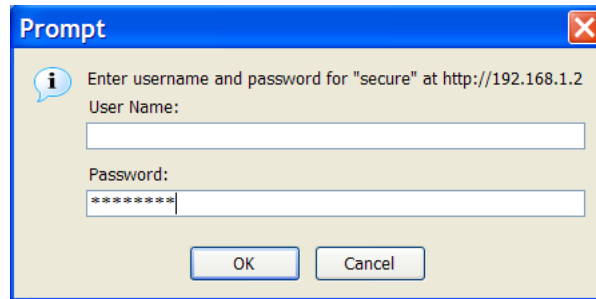 Prompt
Enter username and password for "secure" at http://192.168.1.2
User Name:
Password:
********
OK Cancel